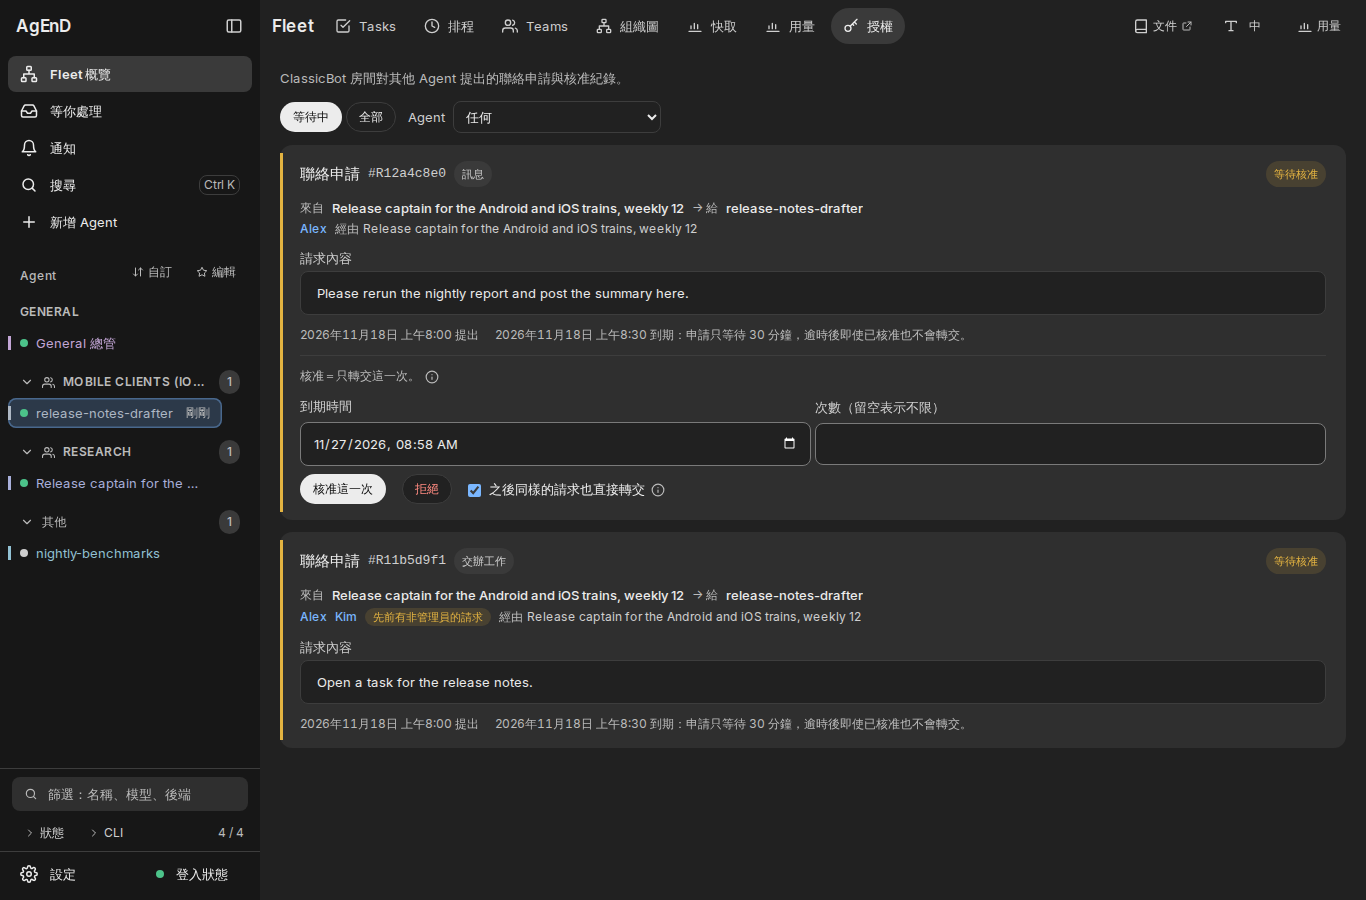 AgEnD
Fleet 概覽
等你處理
通知
搜尋 Ctrl K
新增 Agent
Agent 自訂 編輯
GENERAL
General 總管
MOBILE CLIENTS (IO... 1
release-notes-drafter 剛剛
RESEARCH 1
Release captain for the ...
其他 1
nightly-benchmarks
篩選：名稱、模型、後端
狀態 CLI 4 / 4
設定 登入狀態
Fleet Tasks 排程 Teams 組織圖 快取 用量 授權 文件 中 用量
ClassicBot 房間對其他 Agent 提出的聯絡申請與核准紀錄。
等待中 全部 Agent 任何
聯絡申請 #R12a4c8e0 訊息 等待核准
來自 Release captain for the Android and iOS trains, weekly 12 → 給 release-notes-drafter
Alex 經由 Release captain for the Android and iOS trains, weekly 12
請求內容
Please rerun the nightly report and post the summary here.
2026年11月18日 上午8:00 提出 2026年11月18日 上午8:30 到期：申請只等待 30 分鐘，逾時後即使已核准也不會轉交。
核准＝只轉交這一次。
到期時間 次數（留空表示不限）
11/27/2026, 08:58 AM
核准這一次 拒絕 之後同樣的請求也直接轉交
聯絡申請 #R11b5d9f1 交辦工作 等待核准
來自 Release captain for the Android and iOS trains, weekly 12 → 給 release-notes-drafter
Alex Kim 先前有非管理員的請求 經由 Release captain for the Android and iOS trains, weekly 12
請求內容
Open a task for the release notes.
2026年11月18日 上午8:00 提出 2026年11月18日 上午8:30 到期：申請只等待 30 分鐘，逾時後即使已核准也不會轉交。